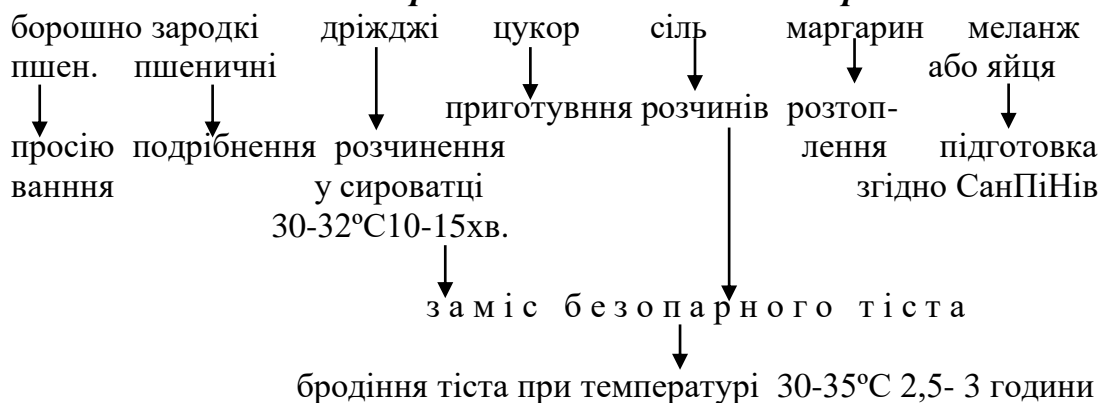 борошно зародкі дріжджі цукор сіль маргарин меланж
пшен. пшеничні або яйця
приготувння розчинів розтоп-
просію подрібнення розчинення лення підготовка
ванння у сироватці згідно СанПіНів
30-32ºС10-15хв.
з а м і с б е з о п а р н о г о т і с т а
бродіння тіста при температурі 30-35ºС 2,5- 3 години